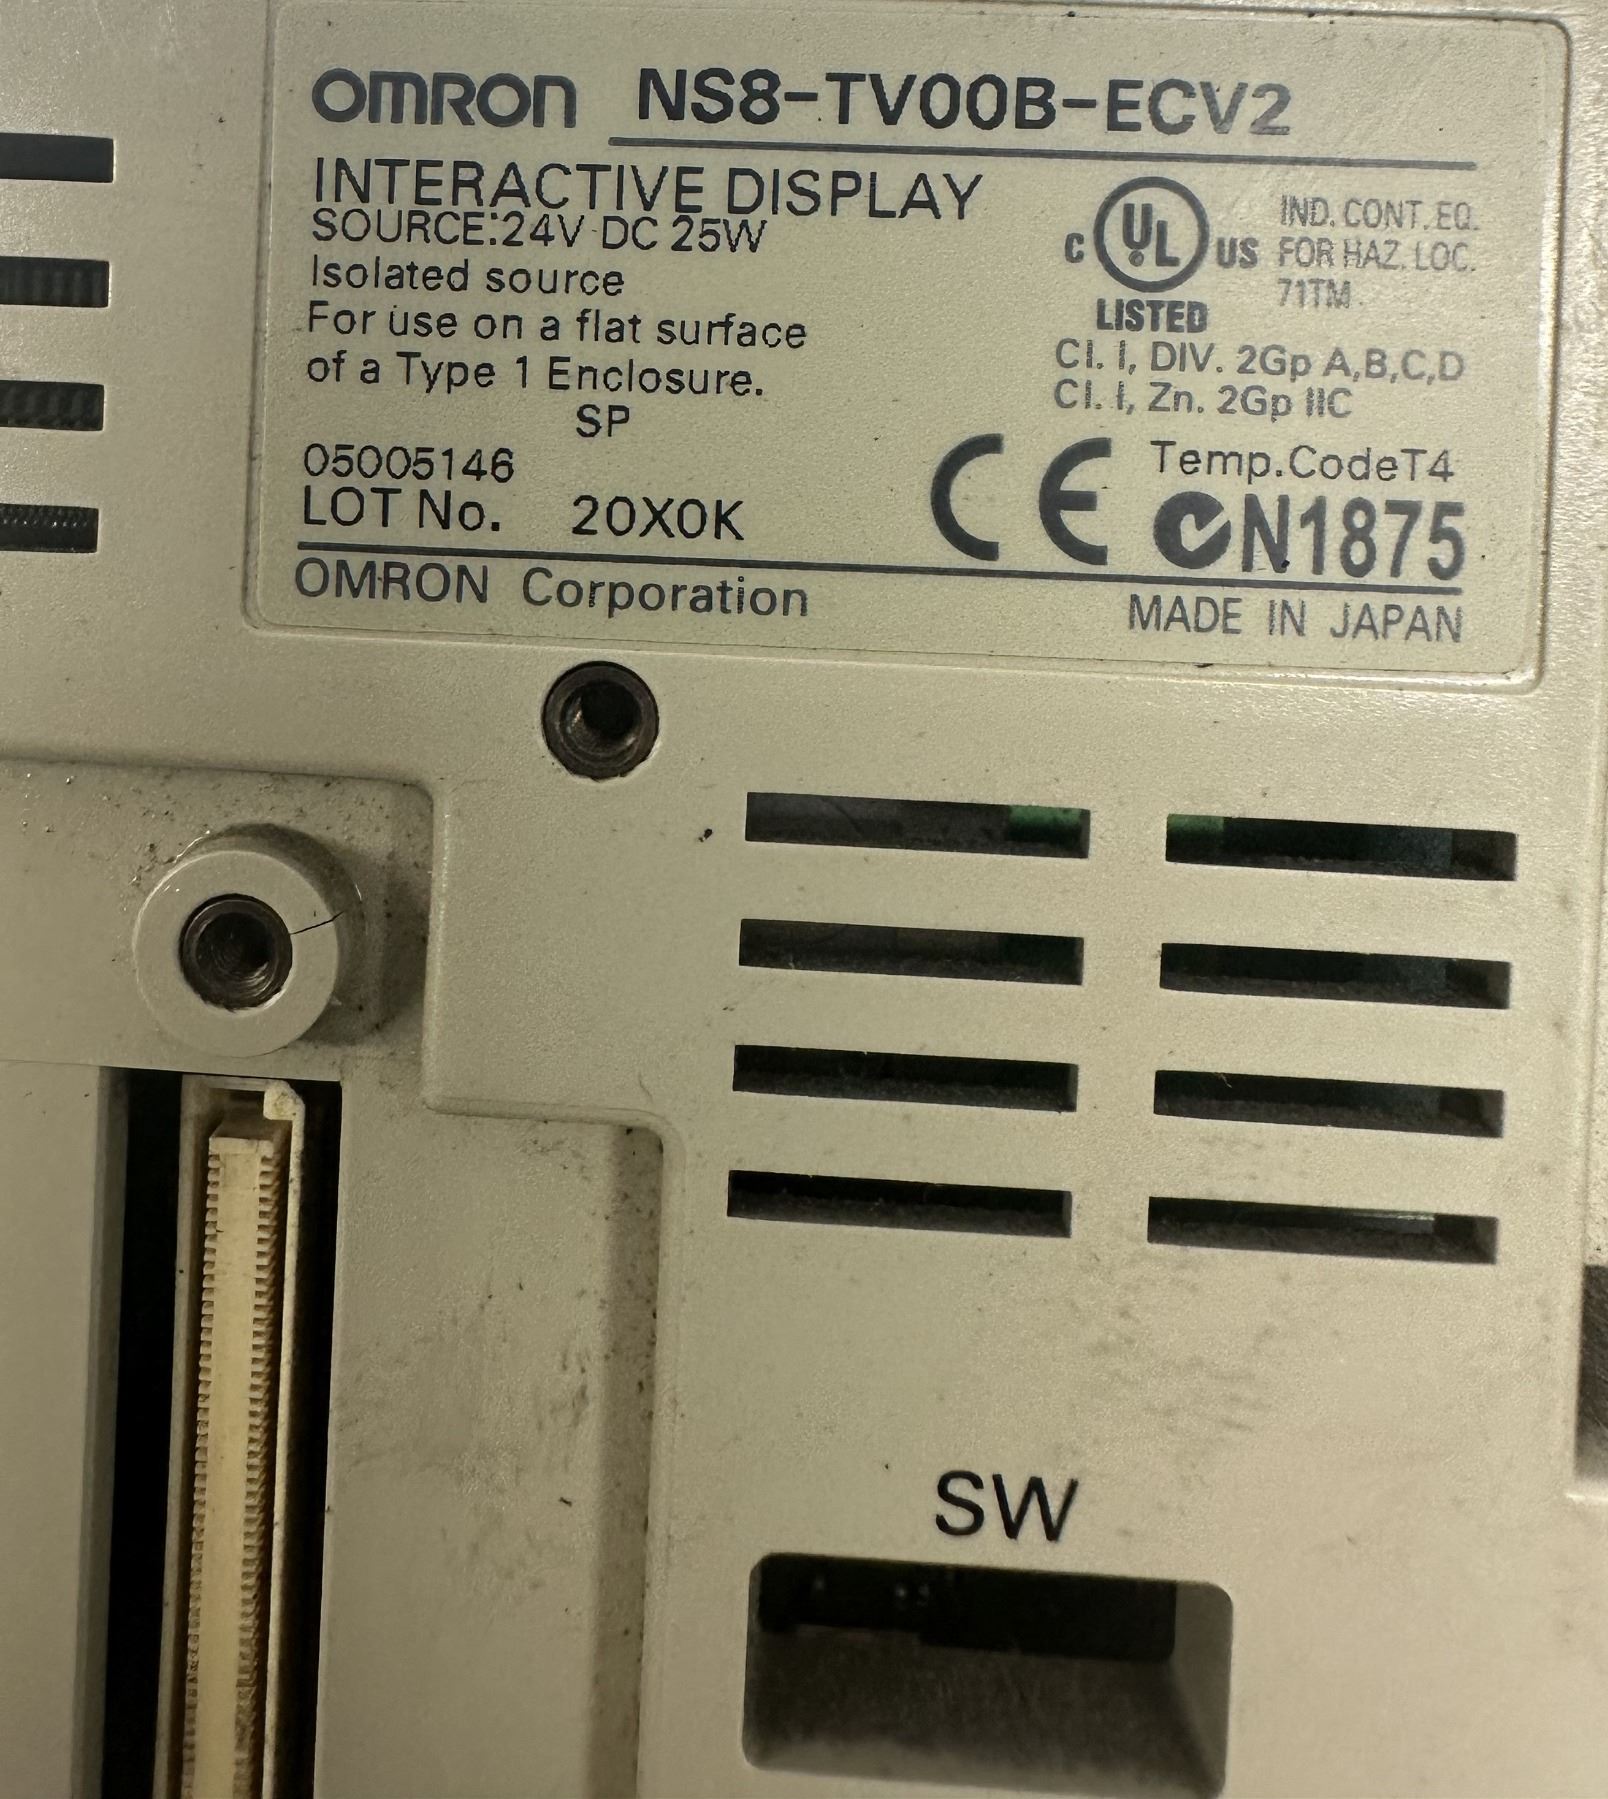 OMRON NS8-TV00B-ECV2
INTERACTIVE DISPLAY
SOURCE:24V DC 25W
Isolated source
For use on a flat surface
of a Type 1 Enclosure.
SP
05005146
LOT No. 20X0K
C UL US
LISTED
IND. CONT. EQ.
FOR HAZ. LOC.
71TM
Cl. I, DIV. 2Gp A,B,C,D
Cl. I, Zn. 2Gp IIC
Temp.CodeT4
CE N1875
OMRON Corporation MADE IN JAPAN
SW